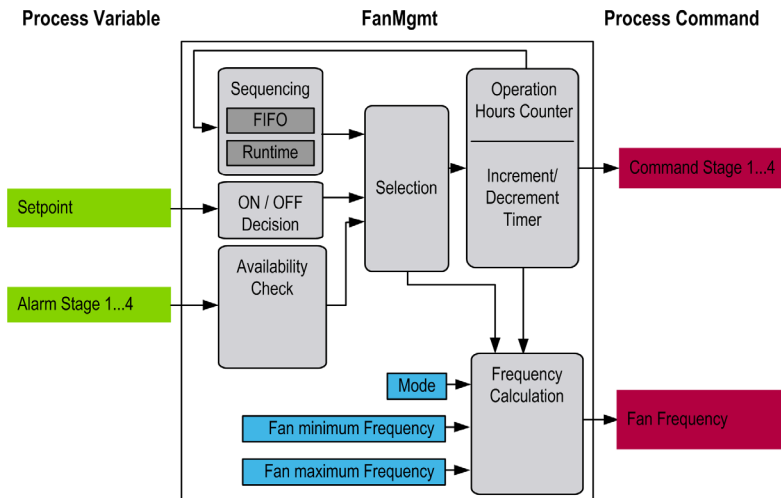 Process Variable
FanMgmt
Process Command
Sequencing
FIFO
Runtime
Operation
Hours Counter
Selection
Increment/
Decrement
Timer
Command Stage 1...4
Setpoint
ON / OFF
Decision
Availability
Check
Alarm Stage 1...4
Mode
Frequency
Calculation
Fan minimum Frequency
Fan Frequency
Fan maximum Frequency